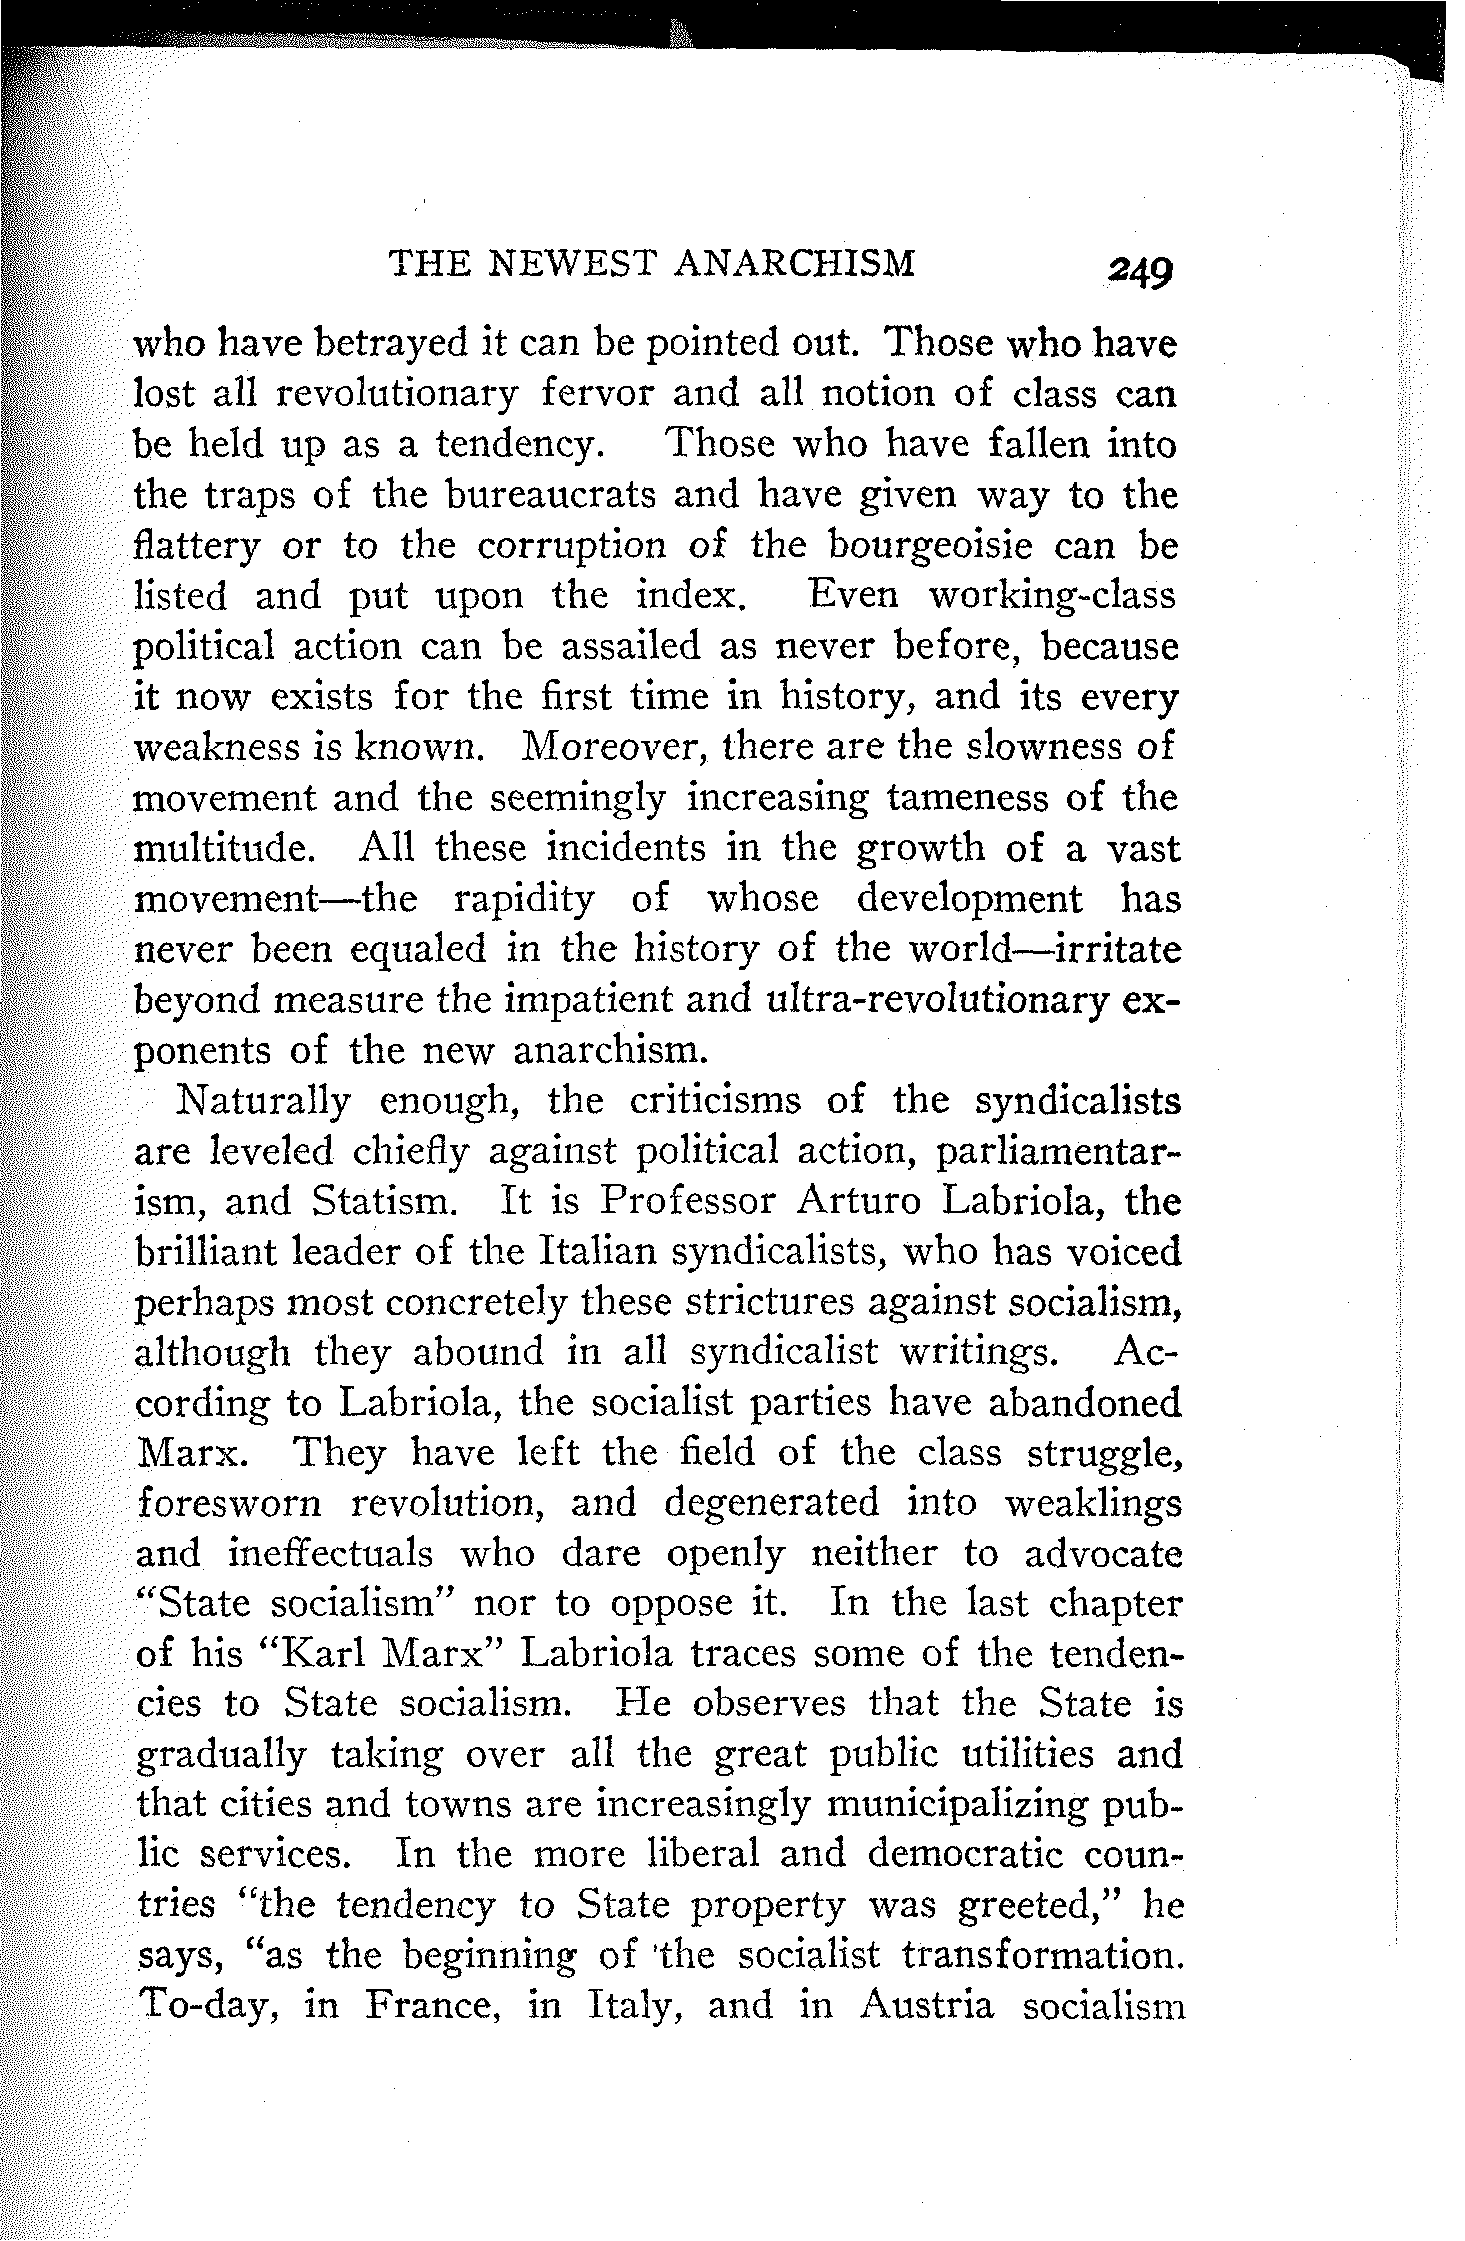 THE NEWEST ANARCHISM 249
who have betrayed it can be pointed out. Those who have
lost all revolutionary fervor and all notion of class can
be held up as a tendency. Those who have fallen into
the traps of the bureaucrats and have given way to the
flattery or to the corruption of the bourgeoisie can be
listed and put upon the index. Even working-class
political action can be assailed as never before, because
it now exists for the first time in history, and its every
weakness is known. Moreover, there are the slowness of
movement and the seemingly increasing tameness of the
multitude. All these incidents in the growth of a vast
movement—the rapidity of whose development has
never been equaled in the history of the world—irritate
beyond measure the impatient and ultra-revolutionary ex-
ponents of the new anarchism.
Naturally enough, the criticisms of the syndicalists
are leveled chiefly against political action, parliamentar-
ism, and Statism. It is Professor Arturo Labriola, the
brilliant leader of the Italian syndicalists, who has voiced
perhaps most concretely these strictures against socialism,
although they abound in all syndicalist writings. Ac-
cording to Labriola, the socialist parties have abandoned
Marx. They have left the field of the class struggle,
foresworn revolution, and degenerated into weaklings
and ineffectuals who dare openly neither to advocate
“State socialism” nor to oppose it. In the last chapter
of his “Karl Marx” Labriola traces some of the tenden-
cies to State socialism. He observes that the State is
gradually taking over all the great public utilities and
that cities and towns are increasingly municipalizing pub-
lic services. In the more liberal and democratic coun-
tries “the tendency to State property was greeted,” he
says, “as the beginning of the socialist transformation.
To-day, in France, in Italy, and in Austria socialism